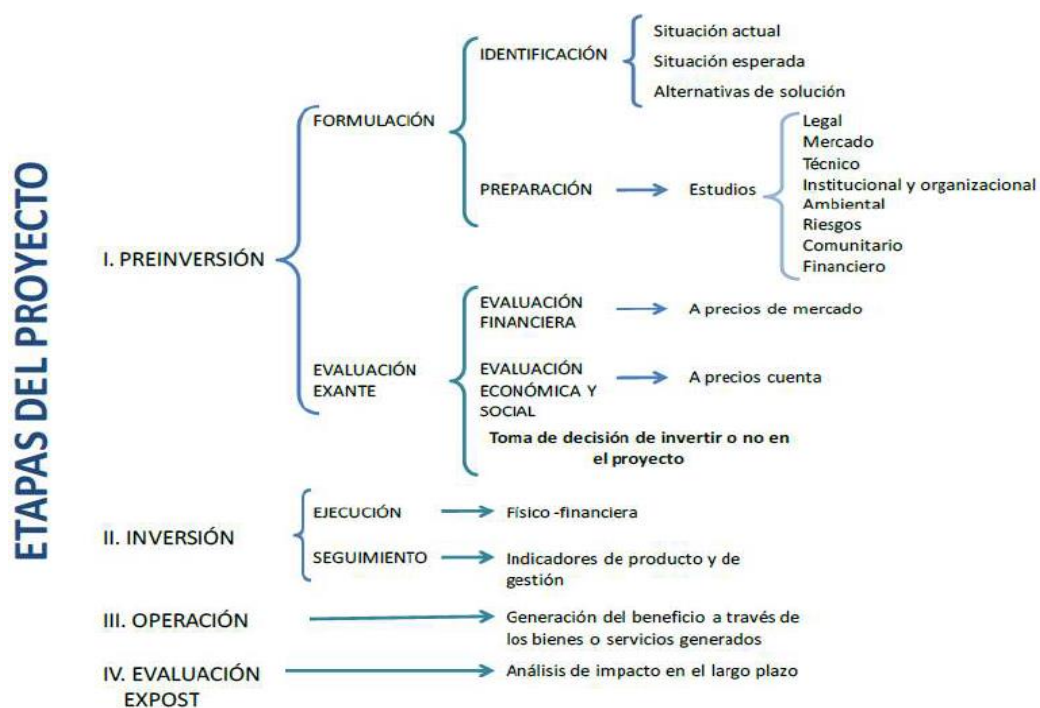 ETAPAS DEL PROYECTO
I. PREINVERSIÓN
FORMULACIÓN
IDENTIFICACIÓN
Situación actual
Situación esperada
Alternativas de solución
PREPARACIÓN
Estudios
Legal
Mercado
Técnico
Institucional y organizacional
Ambiental
Riesgos
Comunitario
Financiero
EVALUACIÓN
EXANTE
EVALUACIÓN
FINANCIERA
A precios de mercado
EVALUACIÓN
ECONÓMICA Y
SOCIAL
A precios cuenta
Toma de decisión de invertir o no en
el proyecto
II. INVERSIÓN
EJECUCIÓN
Físico -financiera
SEGUIMIENTO
Indicadores de producto y de
gestión
III. OPERACIÓN
Generación del beneficio a través de
los bienes o servicios generados
IV. EVALUACIÓN
EXPOST
Análisis de impacto en el largo plazo